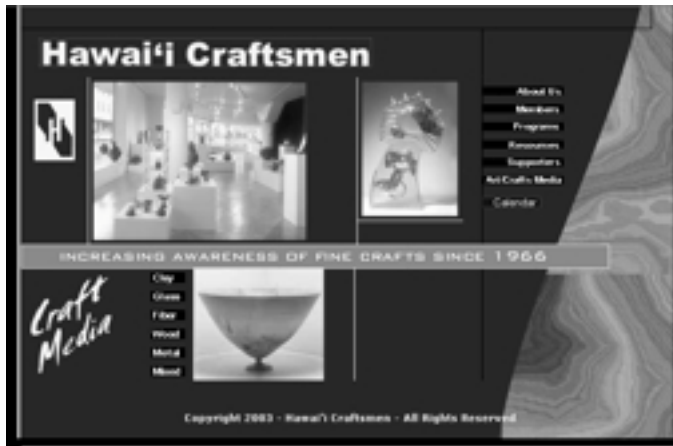 Hawai‘i Craftsmen
H
About Us
Members
Programs
Resources
Supporters
Art Crafts Media
Calendar
INCREASING AWARENESS OF FINE CRAFTS SINCE 1966
Craft
Media
Clay
Glass
Fiber
Wood
Metal
Mixed
Copyright 2003 - Hawai'i Craftsmen - All Rights Reserved